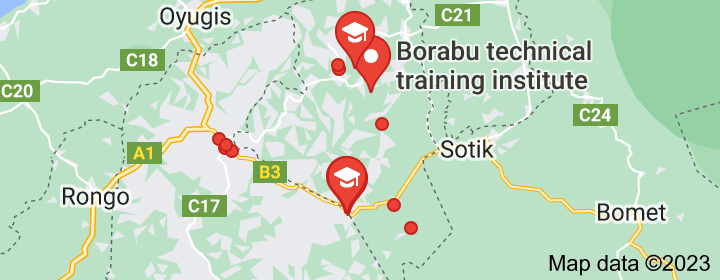 Oyugis
C21
Borabu technical
training institute
C18
C20
C24
A1
Sotik
B3
Rongo
C17
Bomet
Map data ©2023